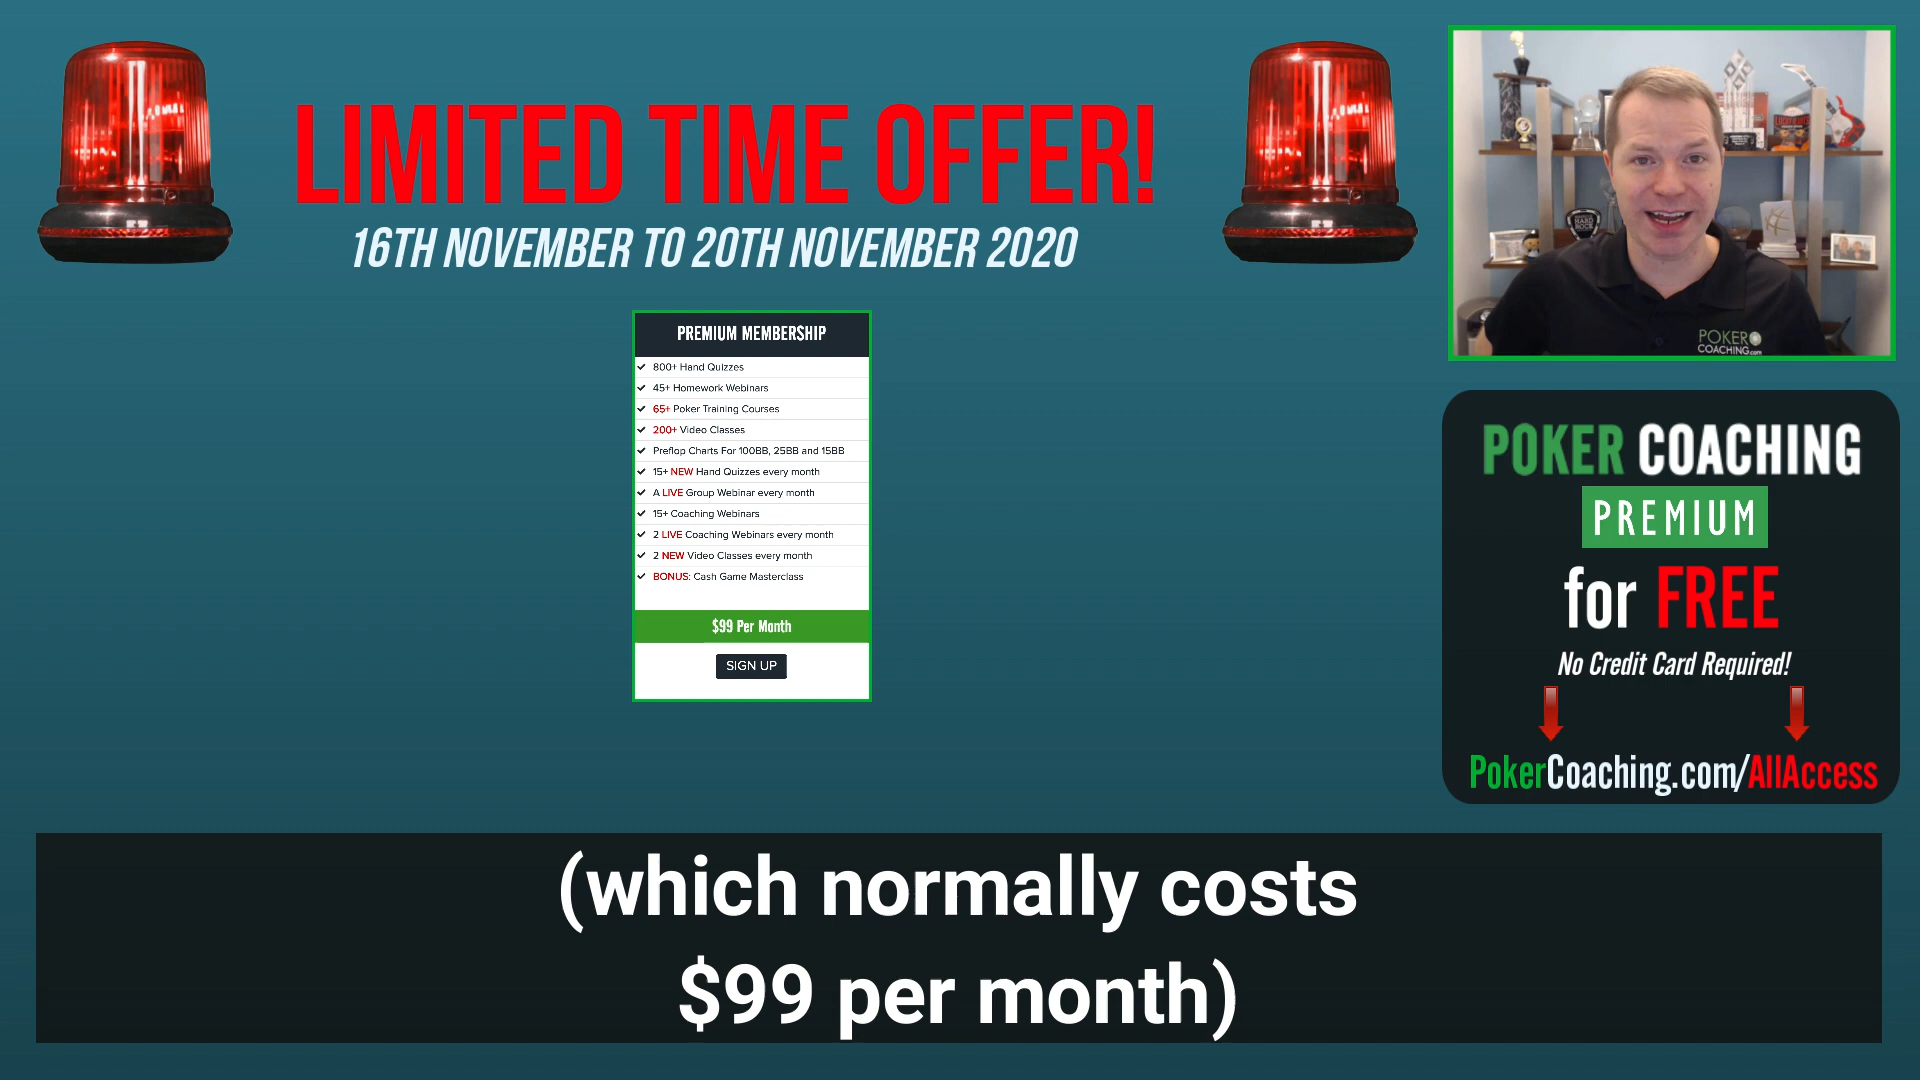 LIMITED TIME OFFER!
16TH NOVEMBER TO 20TH NOVEMBER 2020
PREMIUM MEMBERSHIP
800+ Hand Quizzes
45+ Homework Webinars
65+ Poker Training Courses
200+ Video Classes
Preflop Charts For 100BB, 25BB and 15BB
15+ NEW Hand Quizzes every month
A LIVE Group Webinar every month
15+ Coaching Webinars
2 LIVE Coaching Webinars every month
2 NEW Video Classes every month
BONUS: Cash Game Masterclass
$99 Per Month
SIGN UP
POKER
COACHING.com
POKER COACHING
PREMIUM
for FREE
No Credit Card Required!
PokerCoaching.com/AllAccess
(which normally costs
$99 per month)